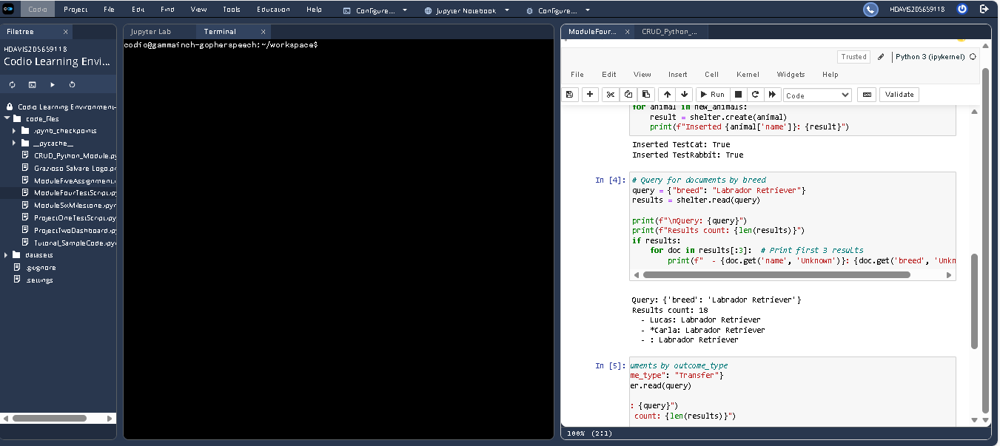 Codio Project File Edit Find View Tools Education Help Configure.... Jupyter Notebook Configure.... HDAVIS2DS659118
Filetree x
HDAVIS2DS659118
Codio Learning Envi...
Codio Learning Environment-
code_files
.ipynb_checkpoints
__pycache__
CRUD_Python_Module.py
Grazioso Salvare Logo.pn
ModuleFiveAssignment.i
ModuleFourTestScript.ipy
ModuleSixMilestone.ipyn
ProjectOneTestScript.ipy
ProjectTwoDashboard.ipy
Tutorial_SampleCode.ipyn
datasets
.gitignore
.settings
Jupyter Lab Terminal x
codio@gammainch-gopherspeech:~/workspace$
ModuleFour... x CRUD_Python_...
Trusted Python 3 (ipykernel)
File Edit View Insert Cell Kernel Widgets Help
Run Code Validate
for animal in new_animals:
result = shelter.create(animal)
print(f"Inserted {animal['name']}: {result}")
Inserted TestCat: True
Inserted TestRabbit: True
In [4]: # Query for documents by breed
query = {"breed": "Labrador Retriever"}
results = shelter.read(query)
print(f"\nQuery: {query}")
print(f"Results count: {len(results)}")
if results:
for doc in results[:3]: # Print first 3 results
print(f" - {doc.get('name', 'Unknown')}: {doc.get('breed', 'Unkn
Query: {'breed': 'Labrador Retriever'}
Results count: 18
- Lucas: Labrador Retriever
- *Carla: Labrador Retriever
- : Labrador Retriever
In [5]: uments by outcome_type
me_type": "Transfer"}
er.read(query)
: {query}")
count: {len(results)}")
100% (2:1)